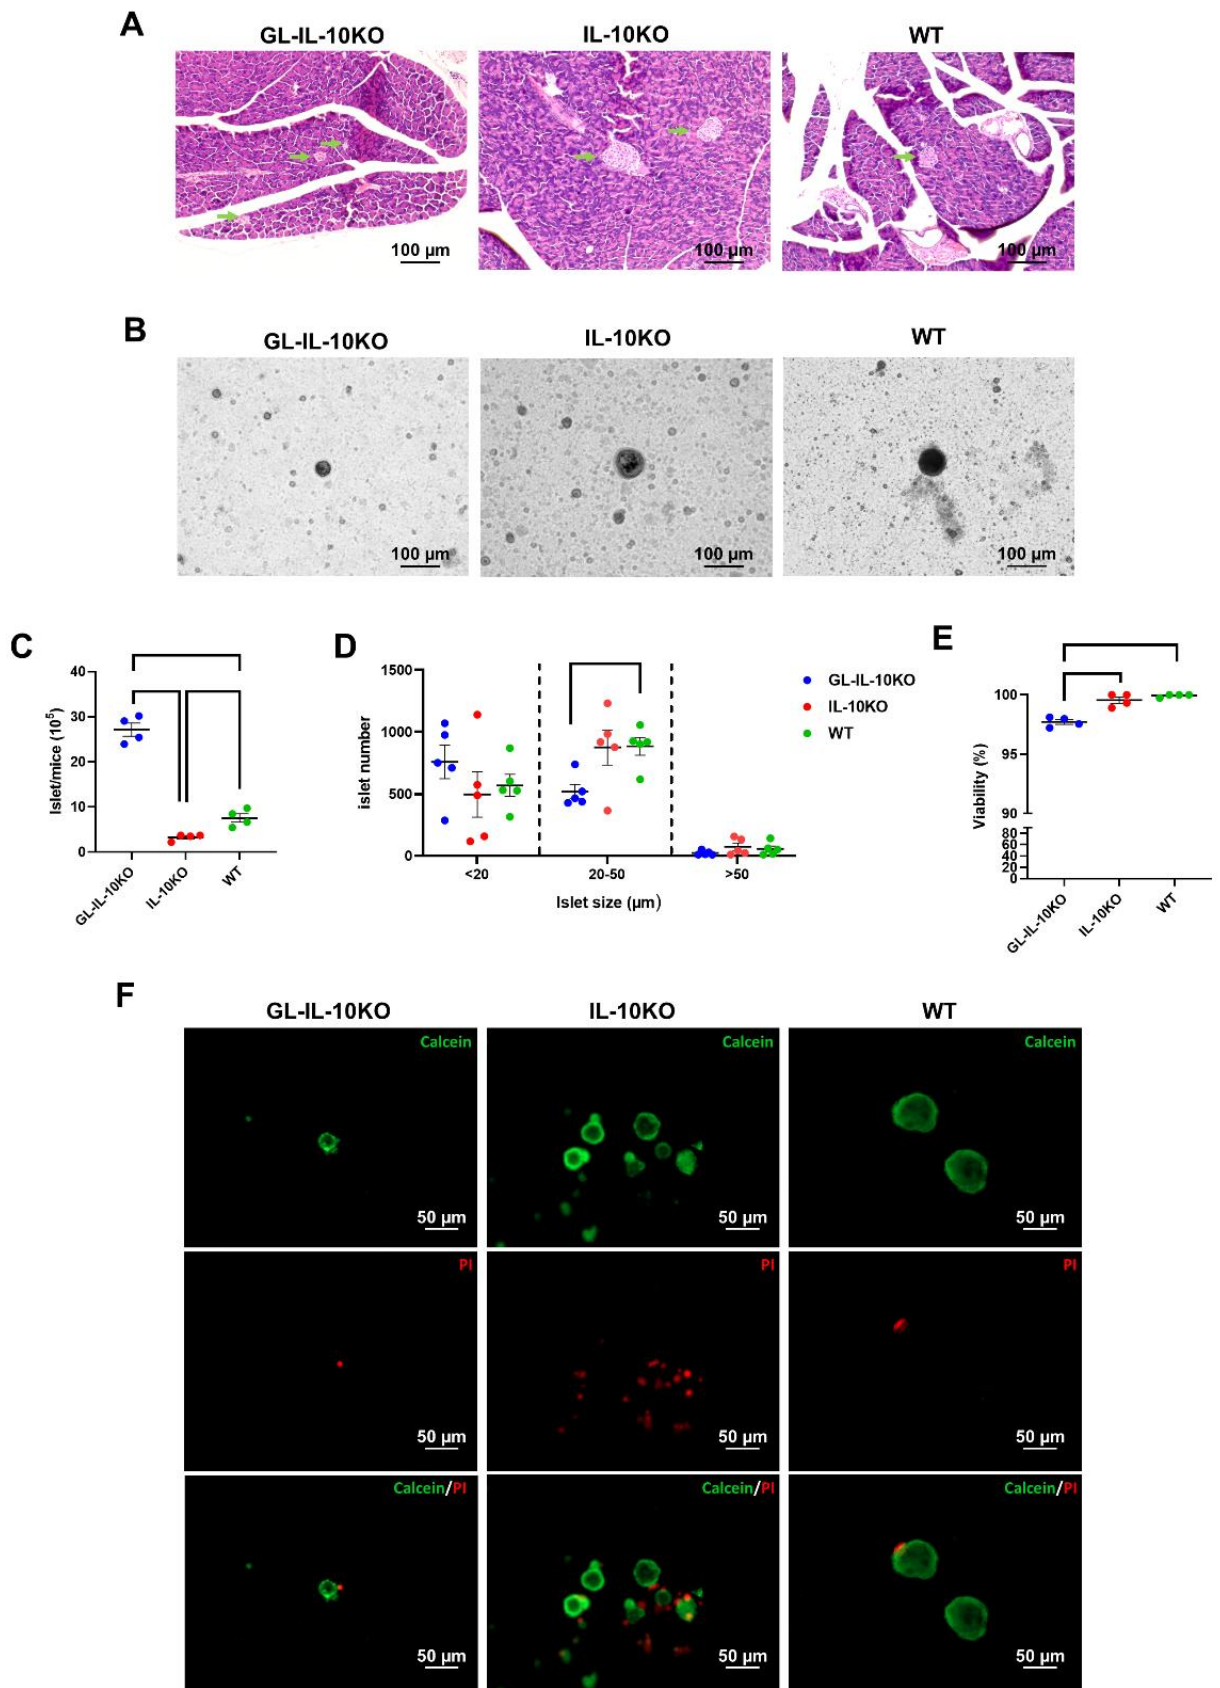 A
GL-IL-10KO IL-10KO WT
100 µm 100 µm 100 µm
B
GL-IL-10KO IL-10KO WT
100 µm 100 µm 100 µm
C
Islet/mice (10⁵)
40
30
20
10
0
GL-IL-10KO IL-10KO WT
D
islet number
1500
1000
500
0
<20 20-50 >50
Islet size (µm)
GL-IL-10KO
IL-10KO
WT
E
Viability (%)
100
95
90
80
60
40
20
0
GL-IL-10KO IL-10KO WT
F
GL-IL-10KO IL-10KO WT
Calcein Calcein Calcein
50 µm 50 µm 50 µm
PI PI PI
50 µm 50 µm 50 µm
Calcein/PI Calcein/PI Calcein/PI
50 µm 50 µm 50 µm